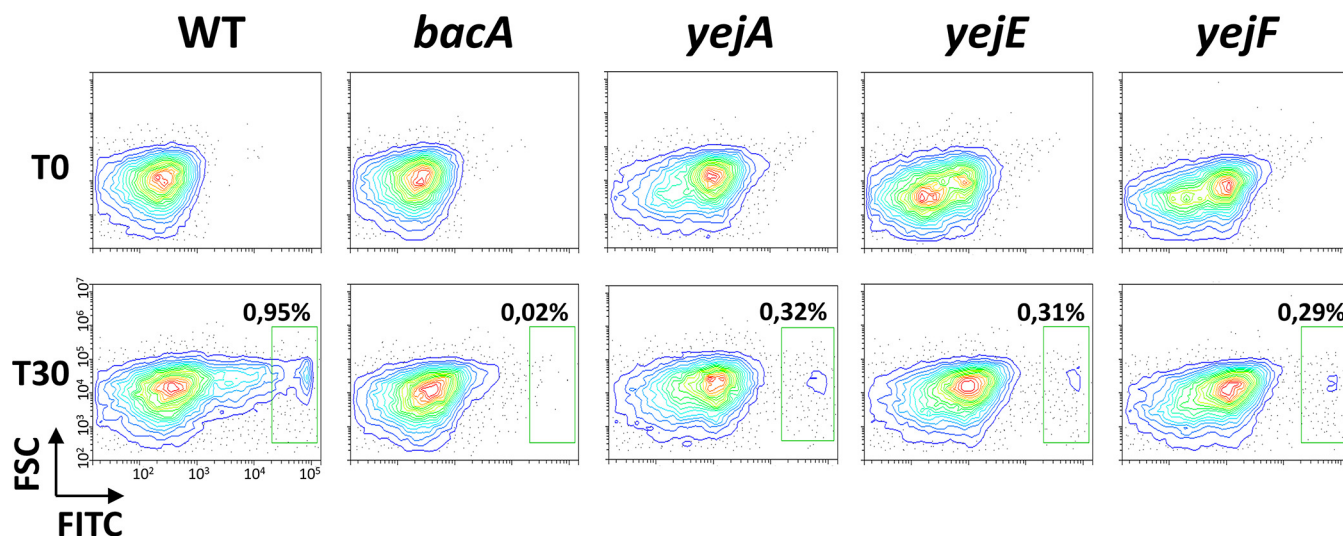 WT bacA yejA yejE yejF
T0
T30
0,95% 0,02% 0,32% 0,31% 0,29%
10⁷
10⁶
10⁵
10⁴
10³
10²
10² 10³ 10⁴ 10⁵
FSC
FITC